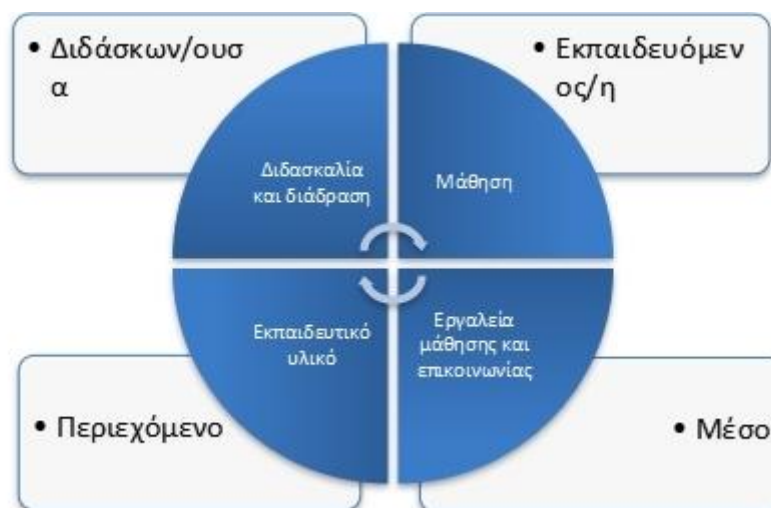 • Διδάσκων/ουσ
α
• Εκπαιδευόμεν
ος/η
Διδασκαλία
και διάδραση
Μάθηση
Εκπαιδευτικό
υλικό
Εργαλεία
μάθησης και
επικοινωνίας
• Περιεχόμενο
• Μέσο